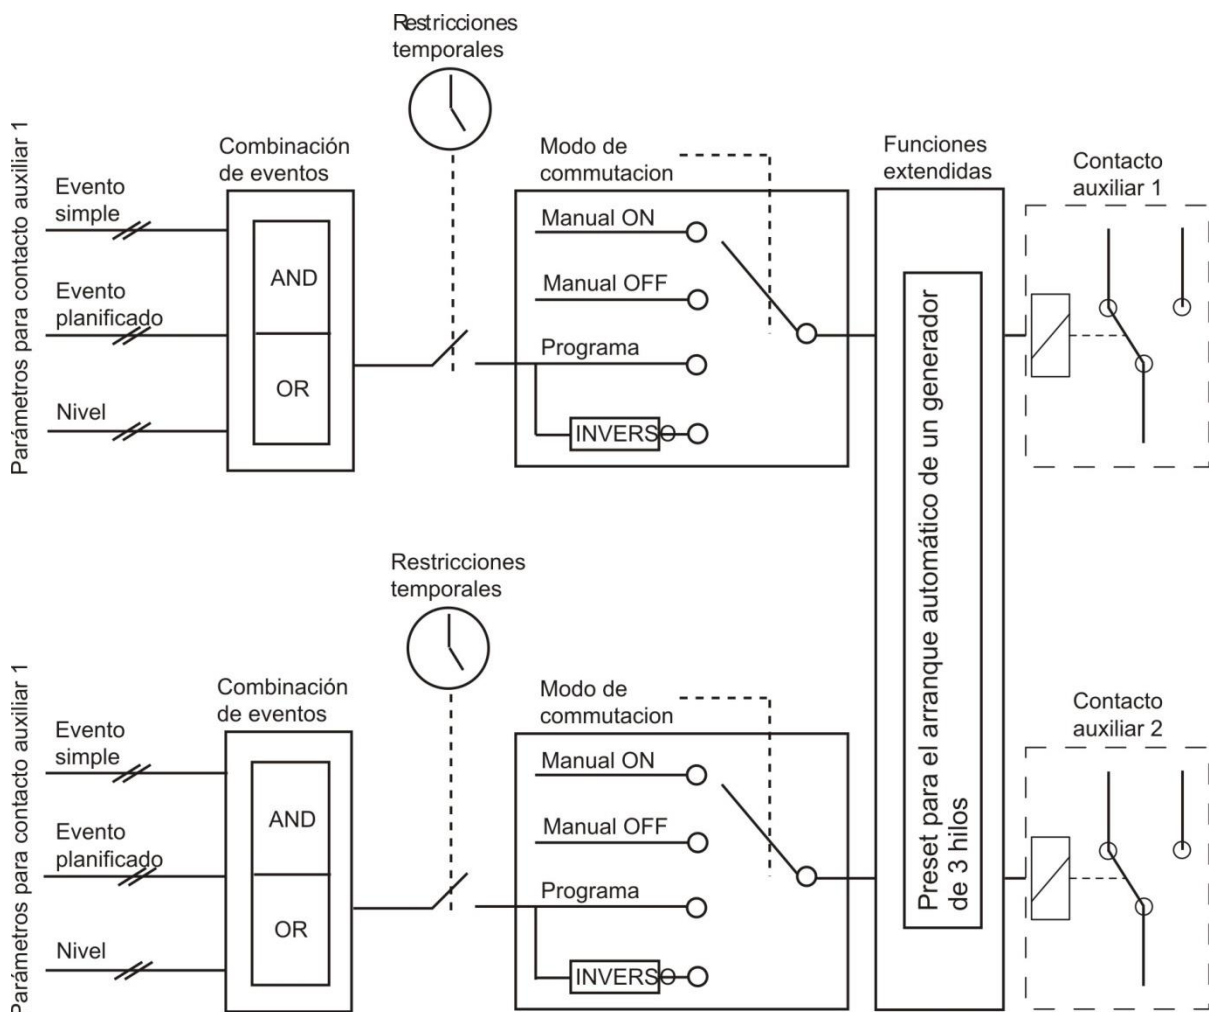 Restricciones
temporales
Parámetros para contacto auxiliar 1
Combinación
de eventos
Modo de
commutacion
Funciones
extendidas
Contacto
auxiliar 1
Evento
simple
Manual ON
AND
Manual OFF
Evento
planificado
Programa
OR
Nivel
INVERSO
Preset para el arranque automático de un generador
de 3 hilos
Restricciones
temporales
Parámetros para contacto auxiliar 1
Combinación
de eventos
Modo de
commutacion
Contacto
auxiliar 2
Evento
simple
Manual ON
AND
Manual OFF
Evento
planificado
Programa
OR
Nivel
INVERSO